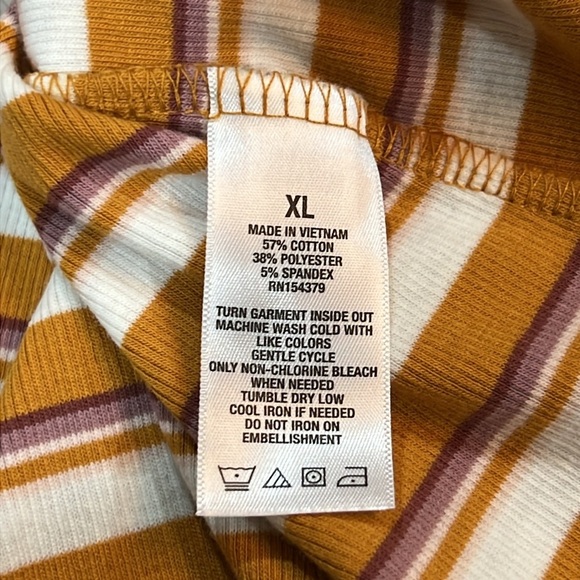 XL
MADE IN VIETNAM
57% COTTON
38% POLYESTER
5% SPANDEX
RN154379
TURN GARMENT INSIDE OUT
MACHINE WASH COLD WITH
LIKE COLORS
GENTLE CYCLE
ONLY NON-CHLORINE BLEACH
WHEN NEEDED
TUMBLE DRY LOW
COOL IRON IF NEEDED
DO NOT IRON ON
EMBELLISHMENT